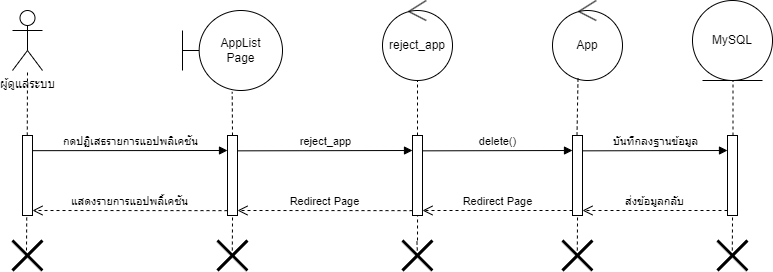 AppList
Page
reject_app
App
MySQL
ผู้ดูแลระบบ
กดปฏิเสธรายการแอปพลิเคชัน
reject_app
delete()
บันทึกลงฐานข้อมูล
แสดงรายการแอปพลิ้เคชัน
Redirect Page
Redirect Page
ส่งข้อมูลกลับ